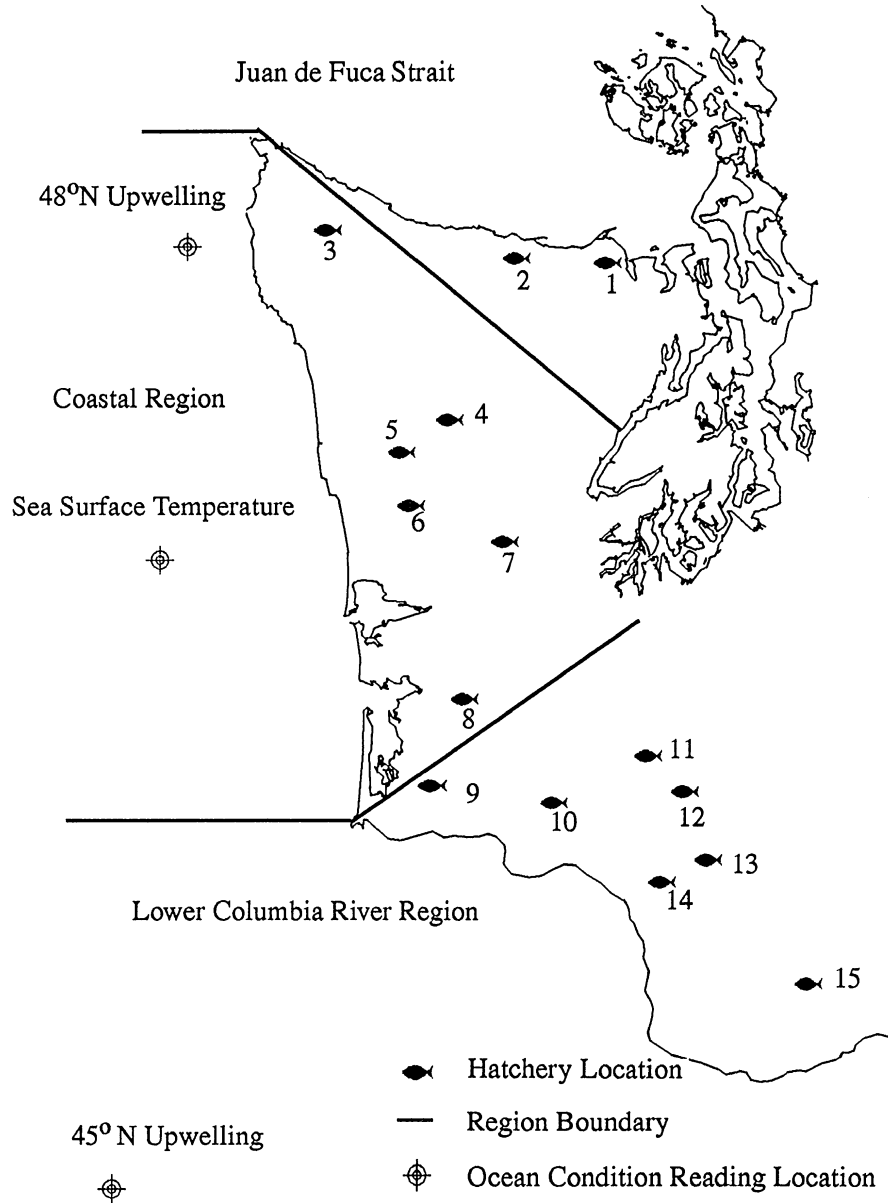 Juan de Fuca Strait
48°N Upwelling
3
2
1
Coastal Region
4
5
Sea Surface Temperature
6
7
8
11
9
10
12
13
14
Lower Columbia River Region
15
Hatchery Location
Region Boundary
45° N Upwelling
Ocean Condition Reading Location